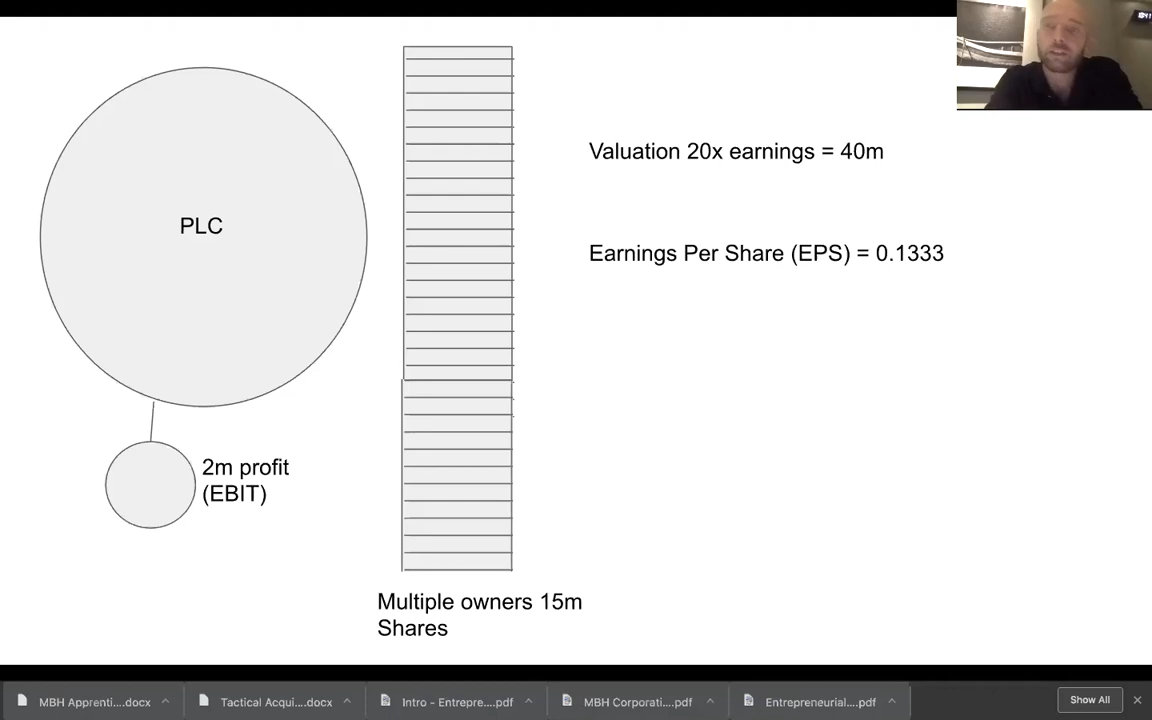 PLC
Valuation 20x earnings = 40m
Earnings Per Share (EPS) = 0.1333
2m profit
(EBIT)
Multiple owners 15m
Shares
MBH Apprenti....docx
Tactical Acqui....docx
Intro - Entrepre....pdf
MBH Corporati....pdf
Entrepreneurial....pdf
Show All